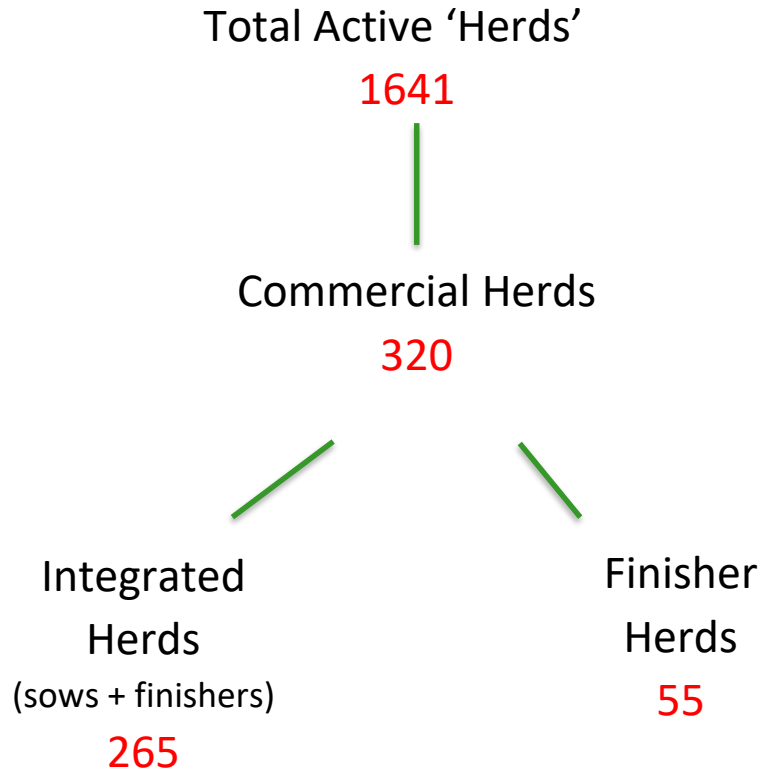 Total Active ‘Herds’
1641
Commercial Herds
320
Integrated
Herds
(sows + finishers)
265
Finisher
Herds
55